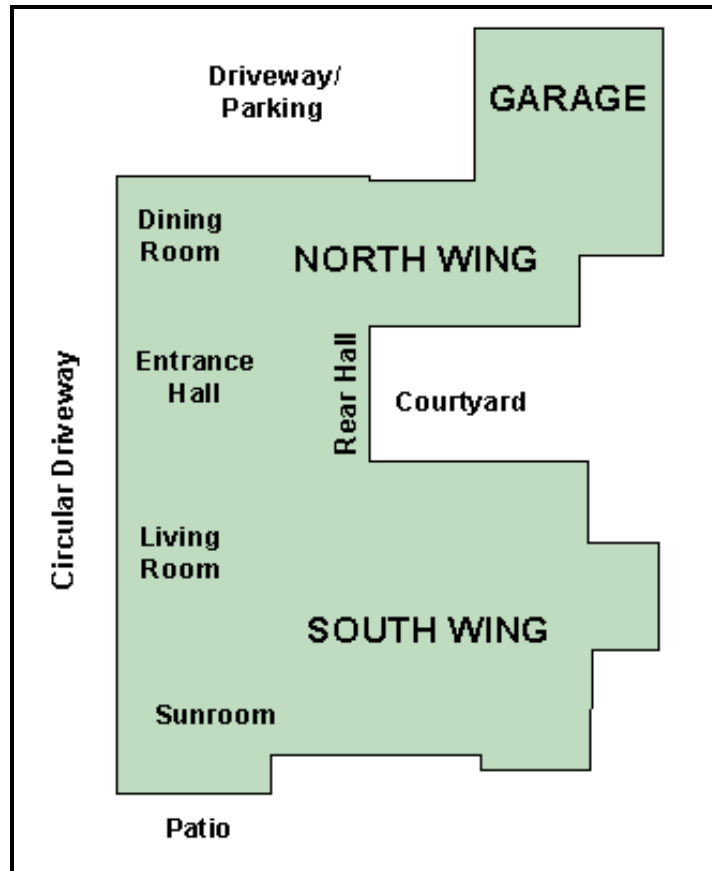 Driveway/
Parking
GARAGE
Dining
Room
NORTH WING
Entrance
Hall
Rear Hall
Courtyard
Circular Driveway
Living
Room
SOUTH WING
Sunroom
Patio